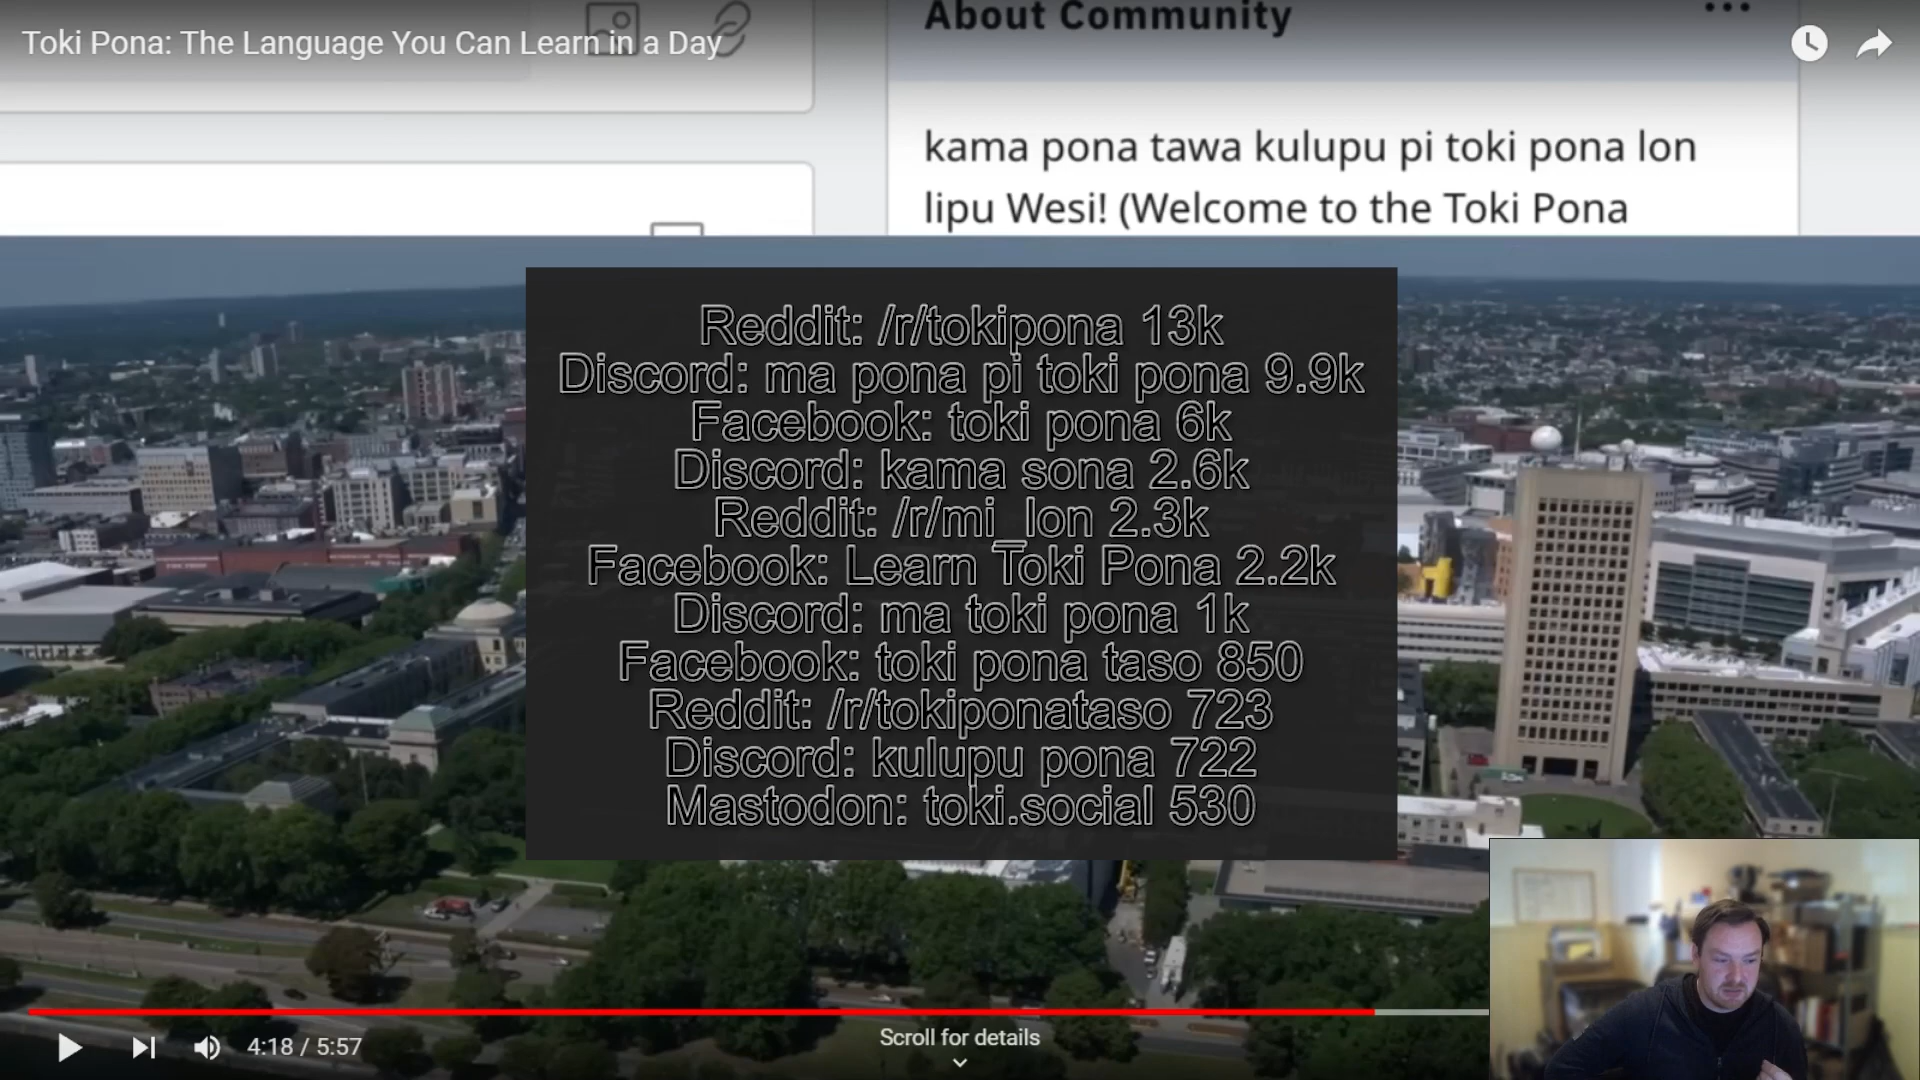 Toki Pona: The Language You Can Learn in a Day
About Community
kama pona tawa kulupu pi toki pona lon
lipu Wesi! (Welcome to the Toki Pona
Reddit: /r/tokipona 13k
Discord: ma pona pi toki pona 9.9k
Facebook: toki pona 6k
Discord: kama sona 2.6k
Reddit: /r/mi_lon 2.3k
Facebook: Learn Toki Pona 2.2k
Discord: ma toki pona 1k
Facebook: toki pona taso 850
Reddit: /r/tokiponataso 723
Discord: kulupu pona 722
Mastodon: toki.social 530
4:18 / 5:57
Scroll for details